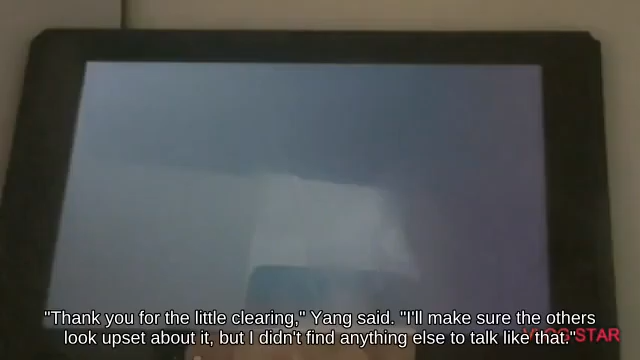 "Thank you for the little clearing," Yang said. "I'll make sure the others
look upset about it, but I didn't find anything else to talk like that."
STAR